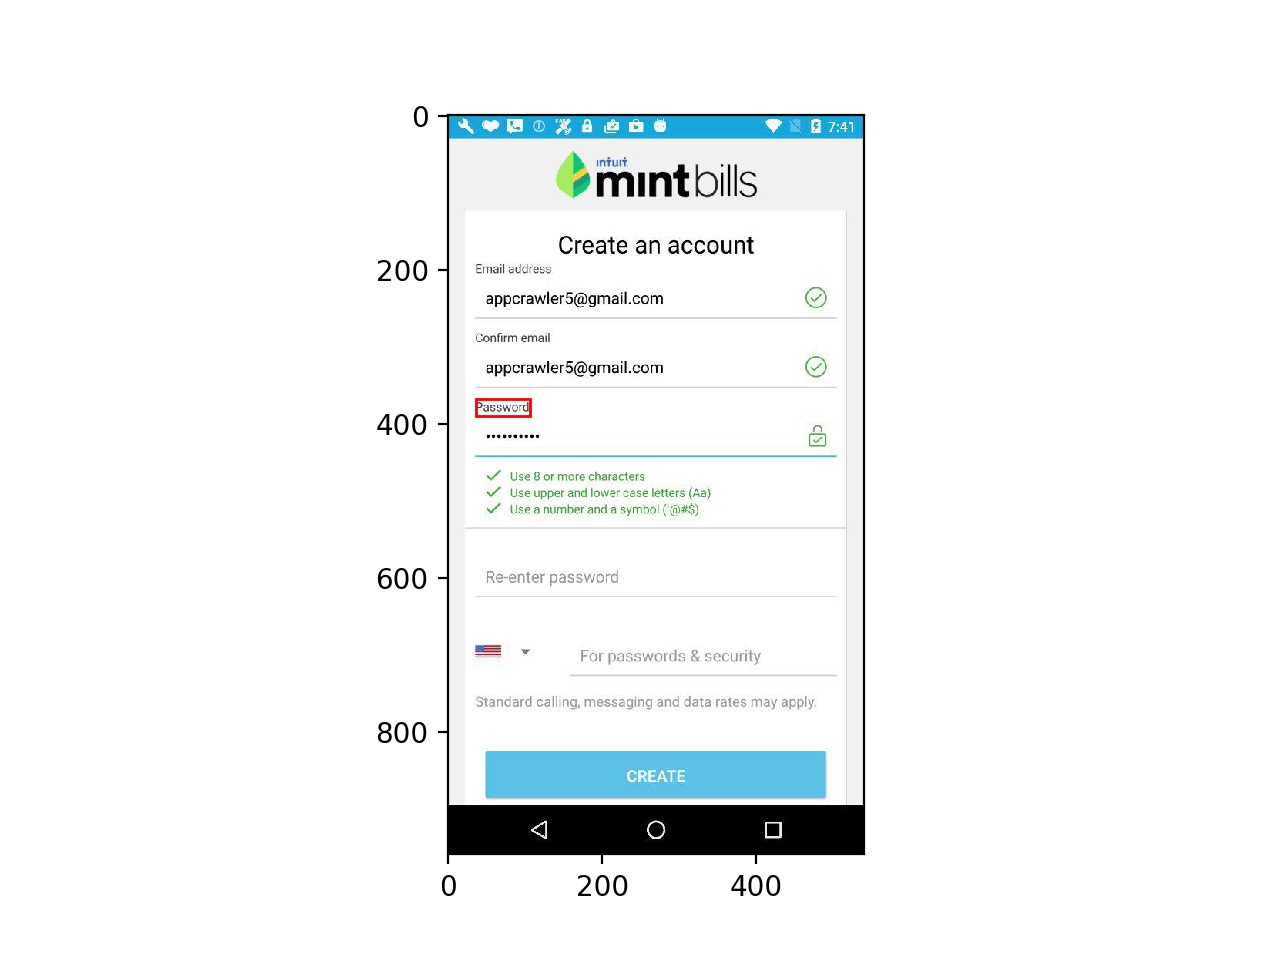 0
200
400
600
800
7:41
intuit
mintbills
Create an account
Email address
appcrawler5@gmail.com
Confirm email
appcrawler5@gmail.com
Password
••••••••••
Use 8 or more characters
Use upper and lower case letters (Aa)
Use a number and a symbol (!@#$)
Re-enter password
For passwords & security
Standard calling, messaging and data rates may apply.
CREATE
0 200 400